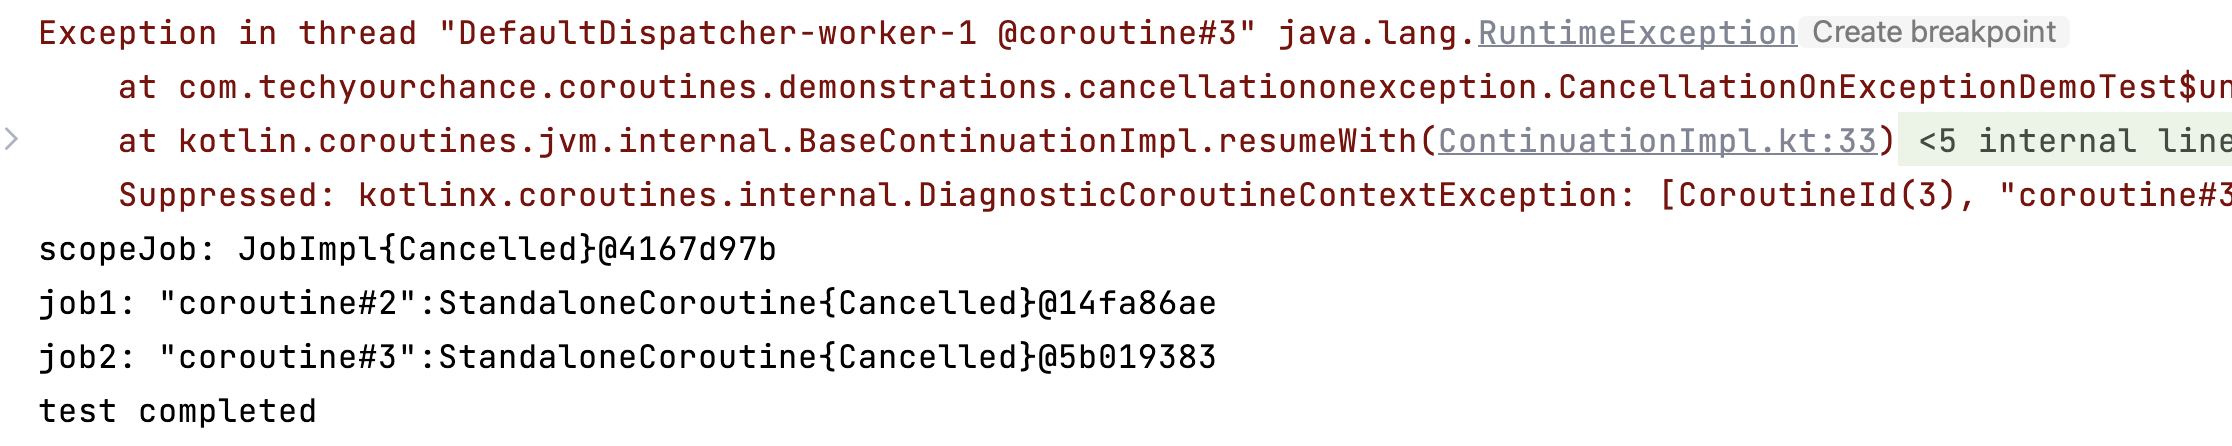 Exception in thread "DefaultDispatcher-worker-1 @coroutine#3" java.lang.RuntimeException Create breakpoint
at com.techyourchance.coroutines.demonstrations.cancellationonexception.CancellationOnExceptionDemoTest$un
at kotlin.coroutines.jvm.internal.BaseContinuationImpl.resumeWith(ContinuationImpl.kt:33) <5 internal line
Suppressed: kotlinx.coroutines.internal.DiagnosticCoroutineContextException: [CoroutineId(3), "coroutine#3
scopeJob: JobImpl{Cancelled}@4167d97b
job1: "coroutine#2":StandaloneCoroutine{Cancelled}@14fa86ae
job2: "coroutine#3":StandaloneCoroutine{Cancelled}@5b019383
test completed